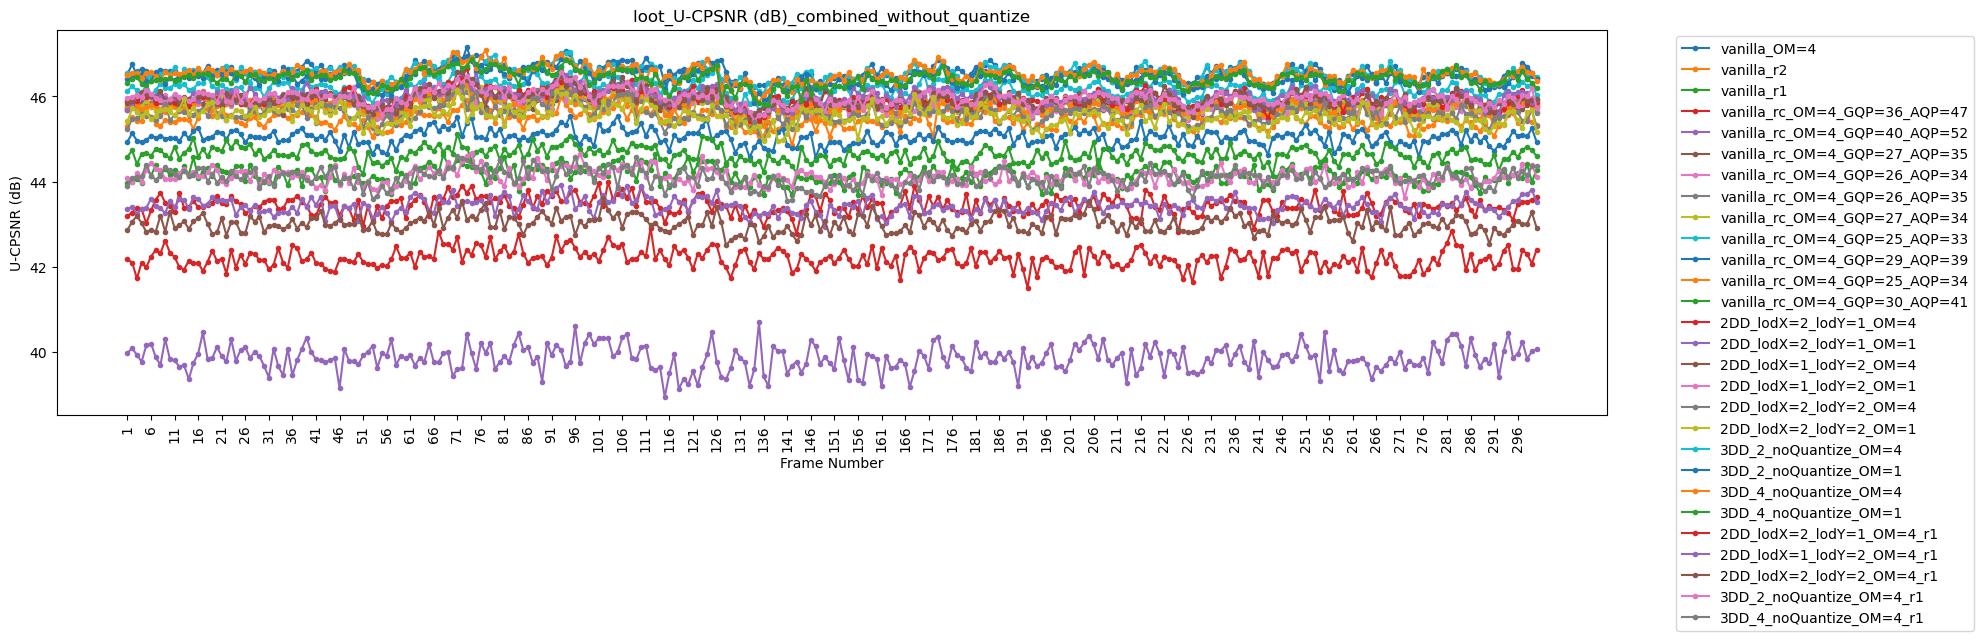 loot_U-CPSNR (dB)_combined_without_quantize
U-CPSNR (dB)
46
44
42
40
1 6 11 16 21 26 31 36 41 46 51 56 61 66 71 76 81 86 91 96 101 106 111 116 121 126 131 136 141 146 151 156 161 166 171 176 181 186 191 196 201 206 211 216 221 226 231 236 241 246 251 256 261 266 271 276 281 286 291 296
Frame Number
vanilla_OM=4
vanilla_r2
vanilla_r1
vanilla_rc_OM=4_GQP=36_AQP=47
vanilla_rc_OM=4_GQP=40_AQP=52
vanilla_rc_OM=4_GQP=27_AQP=35
vanilla_rc_OM=4_GQP=26_AQP=34
vanilla_rc_OM=4_GQP=26_AQP=35
vanilla_rc_OM=4_GQP=27_AQP=34
vanilla_rc_OM=4_GQP=25_AQP=33
vanilla_rc_OM=4_GQP=29_AQP=39
vanilla_rc_OM=4_GQP=25_AQP=34
vanilla_rc_OM=4_GQP=30_AQP=41
2DD_lodX=2_lodY=1_OM=4
2DD_lodX=2_lodY=1_OM=1
2DD_lodX=1_lodY=2_OM=4
2DD_lodX=1_lodY=2_OM=1
2DD_lodX=2_lodY=2_OM=4
2DD_lodX=2_lodY=2_OM=1
3DD_2_noQuantize_OM=4
3DD_2_noQuantize_OM=1
3DD_4_noQuantize_OM=4
3DD_4_noQuantize_OM=1
2DD_lodX=2_lodY=1_OM=4_r1
2DD_lodX=1_lodY=2_OM=4_r1
2DD_lodX=2_lodY=2_OM=4_r1
3DD_2_noQuantize_OM=4_r1
3DD_4_noQuantize_OM=4_r1